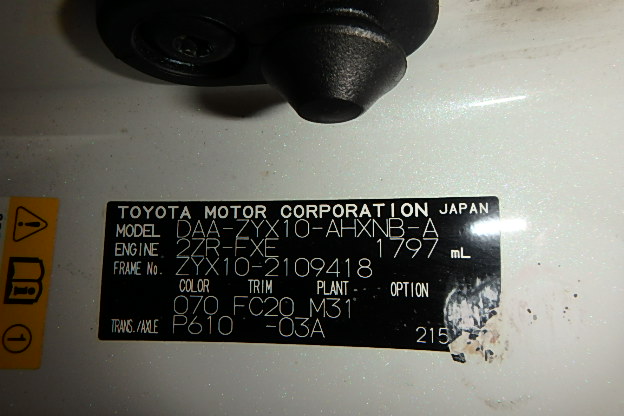 TOYOTA MOTOR CORPORATION JAPAN
MODEL DAA-ZYX10-AHXNB-A
ENGINE 2ZR-FXE 1797 mL
FRAME No. ZYX10-2109418
COLOR TRIM PLANT OPTION
070 FC20 M31
TRANS./AXLE P610 -03A 215
1